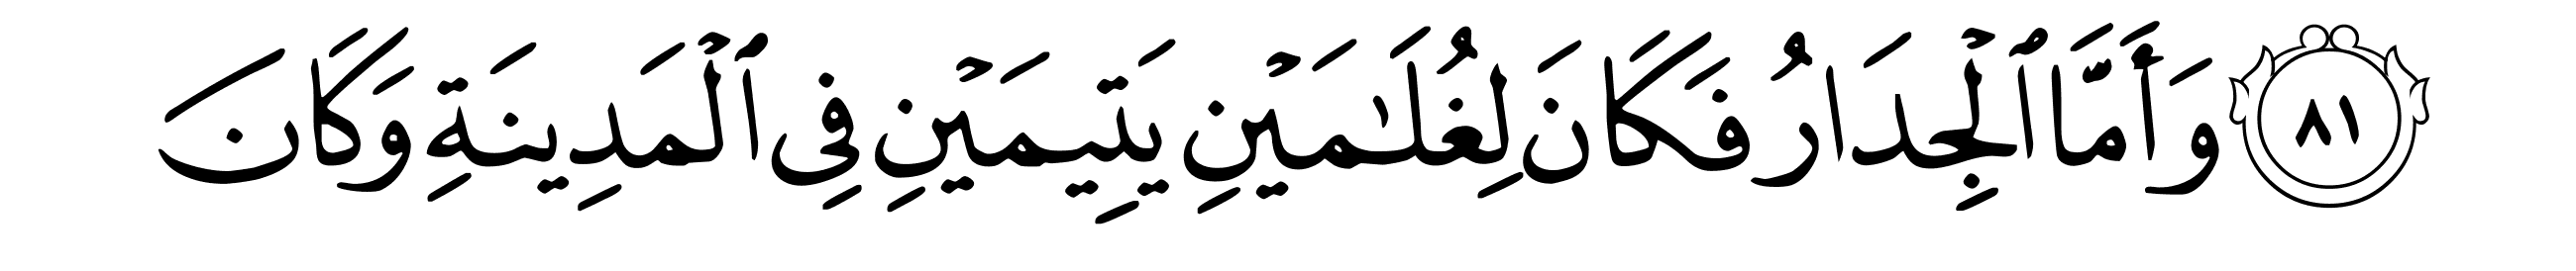 ٨١ وَأَمَّا ٱلْجِدَارُ فَكَانَ لِغُلَـٰمَيْنِ يَتِيمَيْنِ فِى ٱلْمَدِينَةِ وَكَانَ